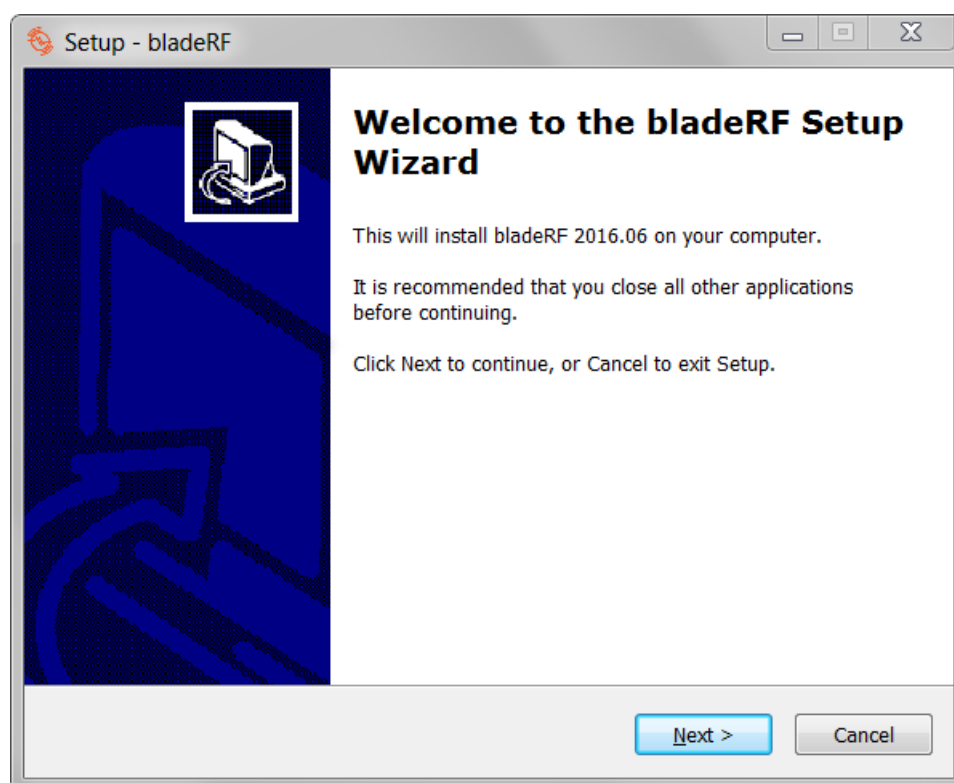 Setup - bladeRF
Welcome to the bladeRF Setup
Wizard
This will install bladeRF 2016.06 on your computer.
It is recommended that you close all other applications
before continuing.
Click Next to continue, or Cancel to exit Setup.
Next >
Cancel